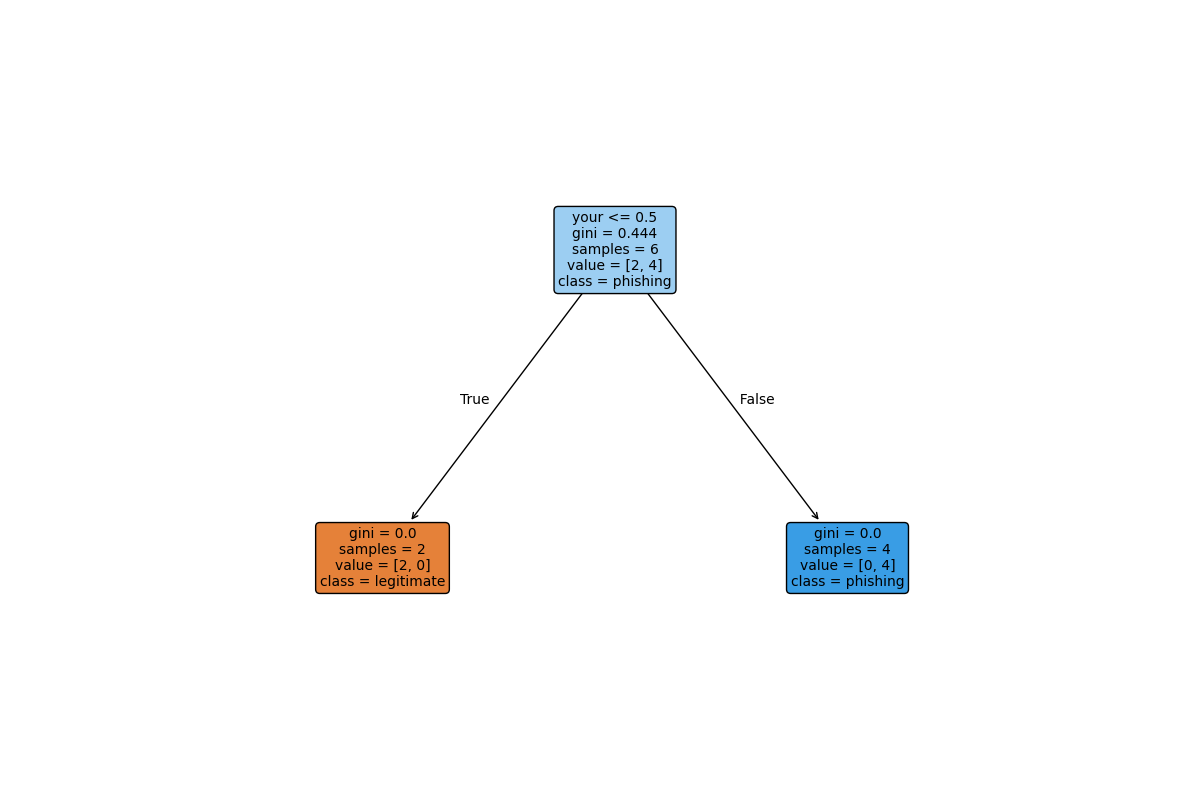 your <= 0.5
gini = 0.444
samples = 6
value = [2, 4]
class = phishing
True
False
gini = 0.0
samples = 2
value = [2, 0]
class = legitimate
gini = 0.0
samples = 4
value = [0, 4]
class = phishing